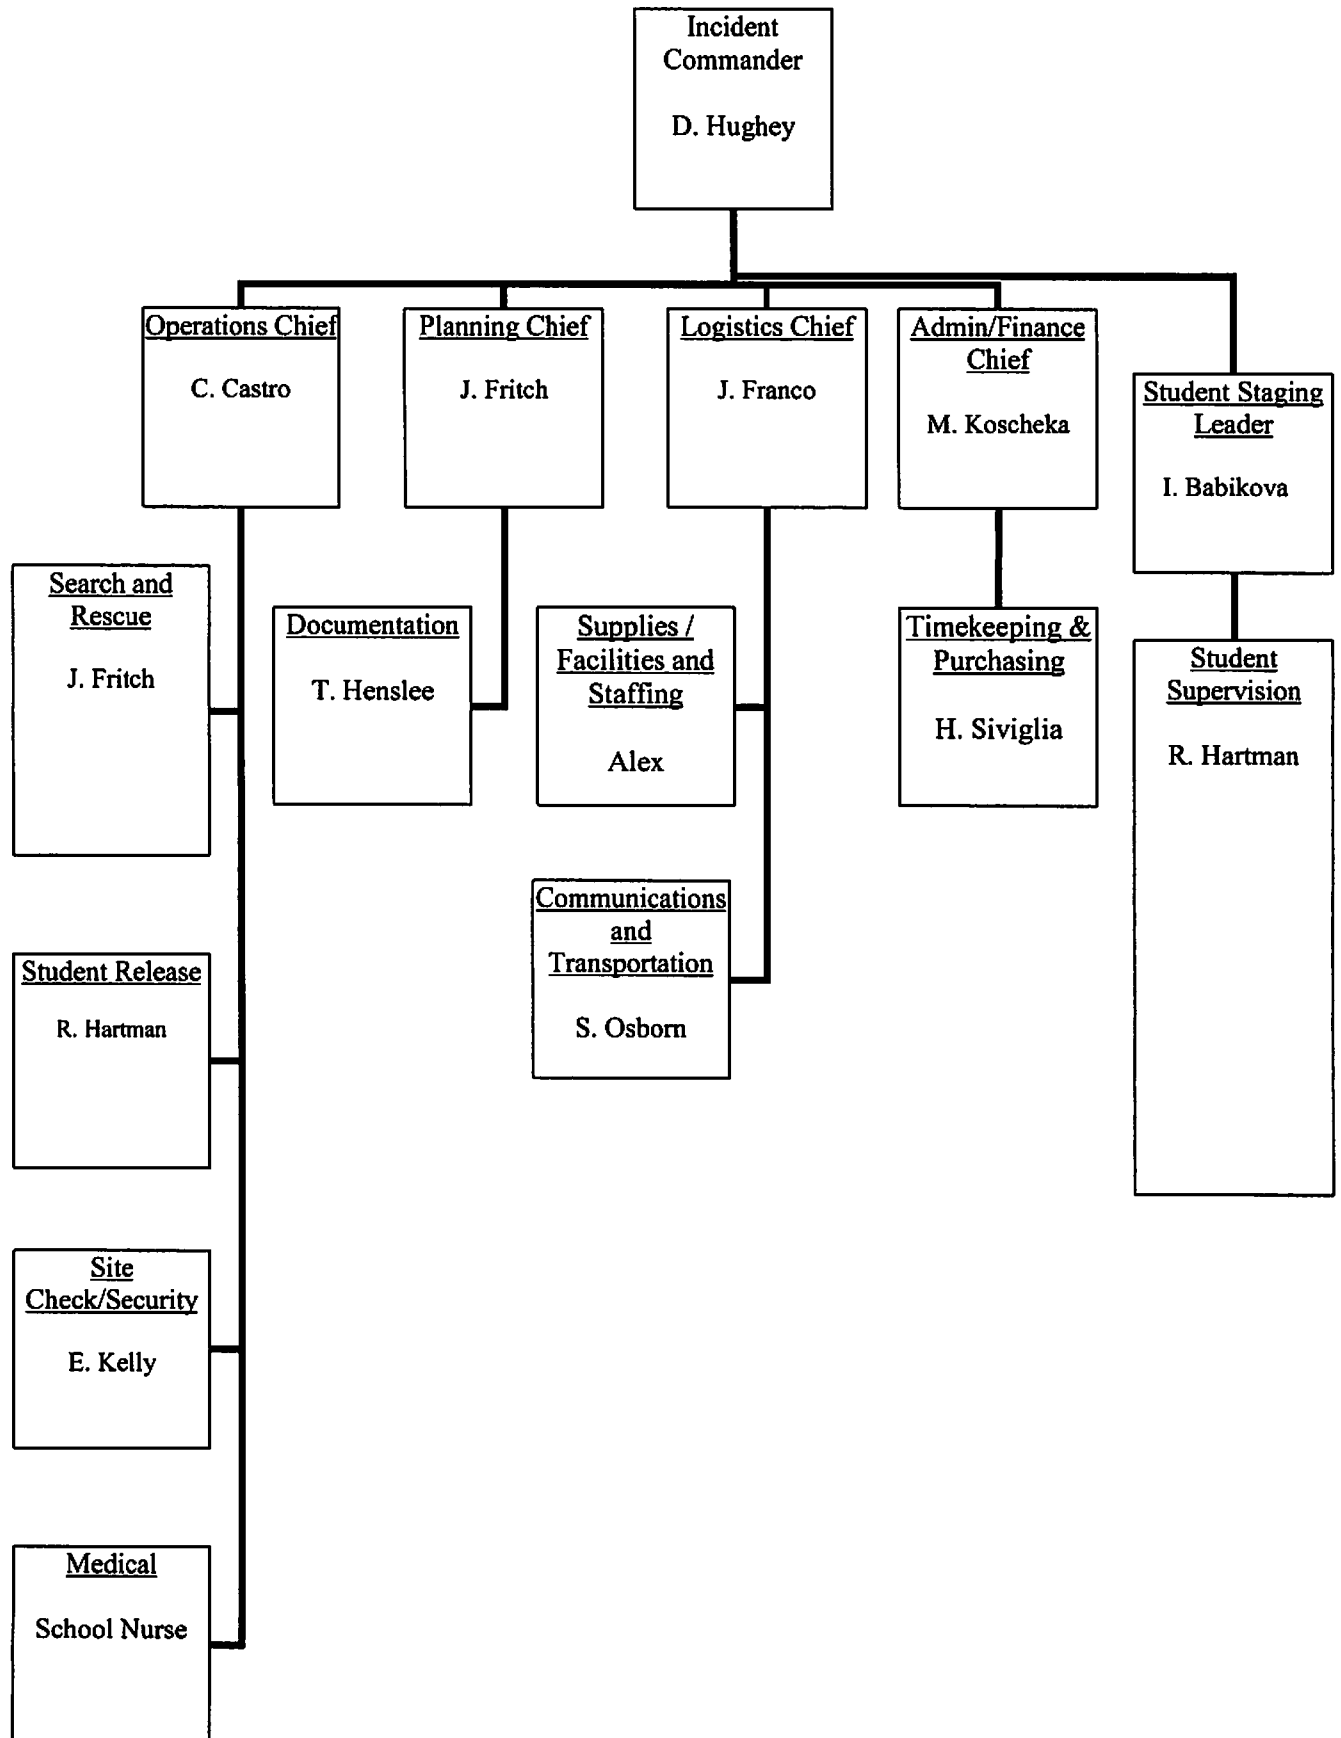 Incident
Commander
D. Hughey
Operations Chief
C. Castro
Planning Chief
J. Fritch
Logistics Chief
J. Franco
Admin/Finance
Chief
M. Koscheka
Student Staging
Leader
I. Babikova
Search and
Rescue
J. Fritch
Documentation
T. Henslee
Supplies /
Facilities and
Staffing
Alex
Timekeeping &
Purchasing
H. Siviglia
Student
Supervision
R. Hartman
Communications
and
Transportation
S. Osborn
Student Release
R. Hartman
Site
Check/Security
E. Kelly
Medical
School Nurse